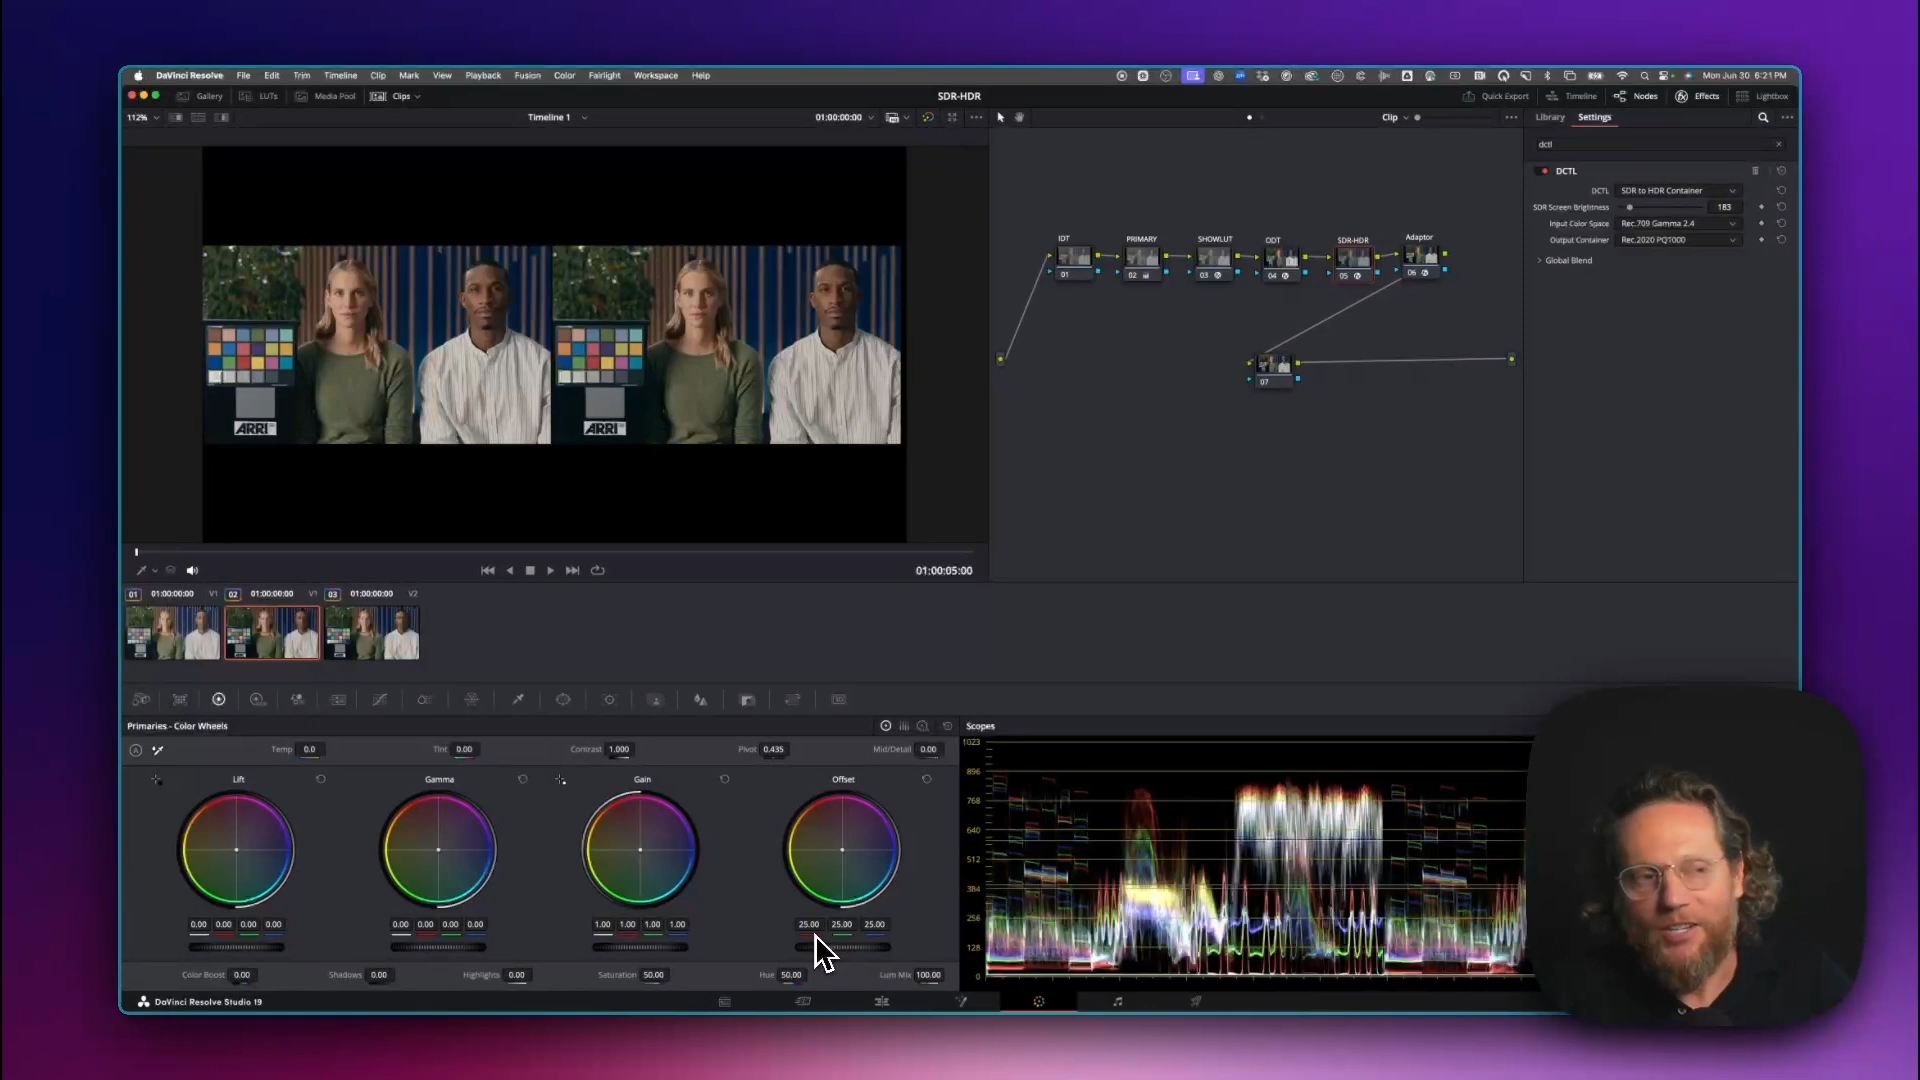 DaVinci Resolve File Edit Trim Timeline Clip Mark View Playback Fusion Color Fairlight Workspace Help Mon Jun 30 6:21 PM
Gallery LUTs Media Pool Clips SDR-HDR Quick Export Timeline Nodes Effects Lightbox
112% Timeline 1 01:00:00:00 Clip Library Settings
dctl
DCTL
DCTL SDR to HDR Container
SDR Screen Brightness 183
Input Color Space Rec.709 Gamma 2.4
Output Container Rec.2020 PQ1000
Global Blend
IDT PRIMARY SHOWLUT ODT SDR-HDR Adaptor
01 02 03 04 05 06
07
ARRI ARRI
01:00:05:00
01 01:00:00:00 V1 02 01:00:00:00 V1 03 01:00:00:00 V2
Primaries - Color Wheels Scopes
A Temp 0.0 Tint 0.00 Contrast 1.000 Pivot 0.435 Mid/Detail 0.00
Lift Gamma Gain Offset
0.00 0.00 0.00 0.00 0.00 0.00 0.00 0.00 1.00 1.00 1.00 1.00 25.00 25.00 25.00
Color Boost 0.00 Shadows 0.00 Highlights 0.00 Saturation 50.00 Hue 50.00 Lum Mix 100.00
1023
896
768
640
512
384
256
128
0
DaVinci Resolve Studio 19